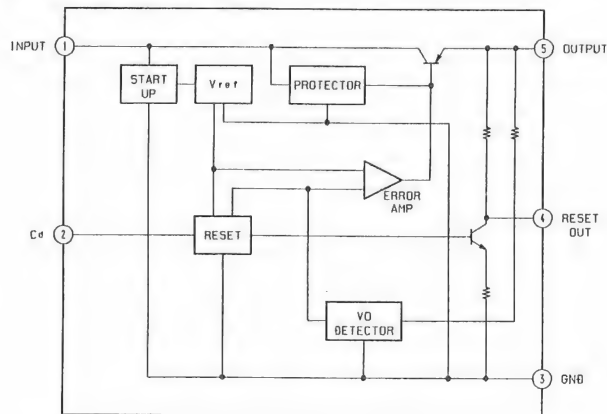 INPUT 1
5 OUTPUT
START
UP
Vref
PROTECTOR
ERROR
AMP
Cd 2
RESET
4 RESET
OUT
VO
DETECTOR
3 GND